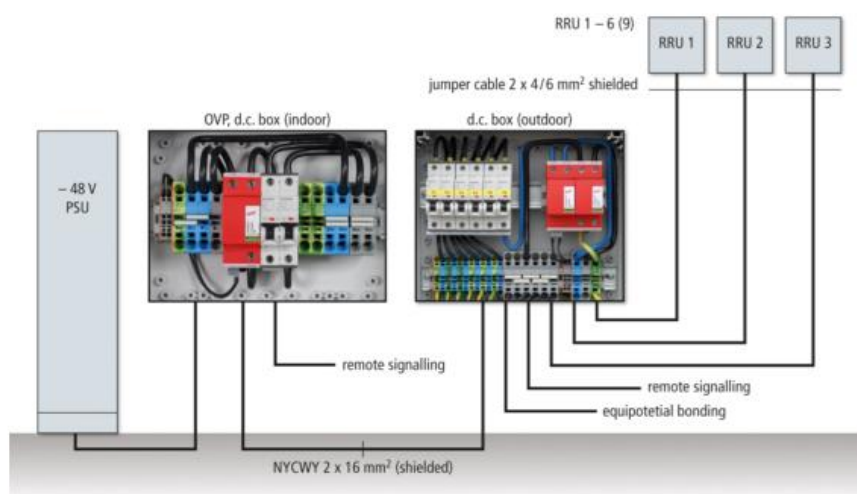 RRU 1 – 6 (9)
RRU 1
RRU 2
RRU 3
jumper cable 2 x 4/6 mm² shielded
OVP, d.c. box (indoor)
d.c. box (outdoor)
– 48 V
PSU
remote signalling
remote signalling
equipotetial bonding
NYCWY 2 x 16 mm² (shielded)